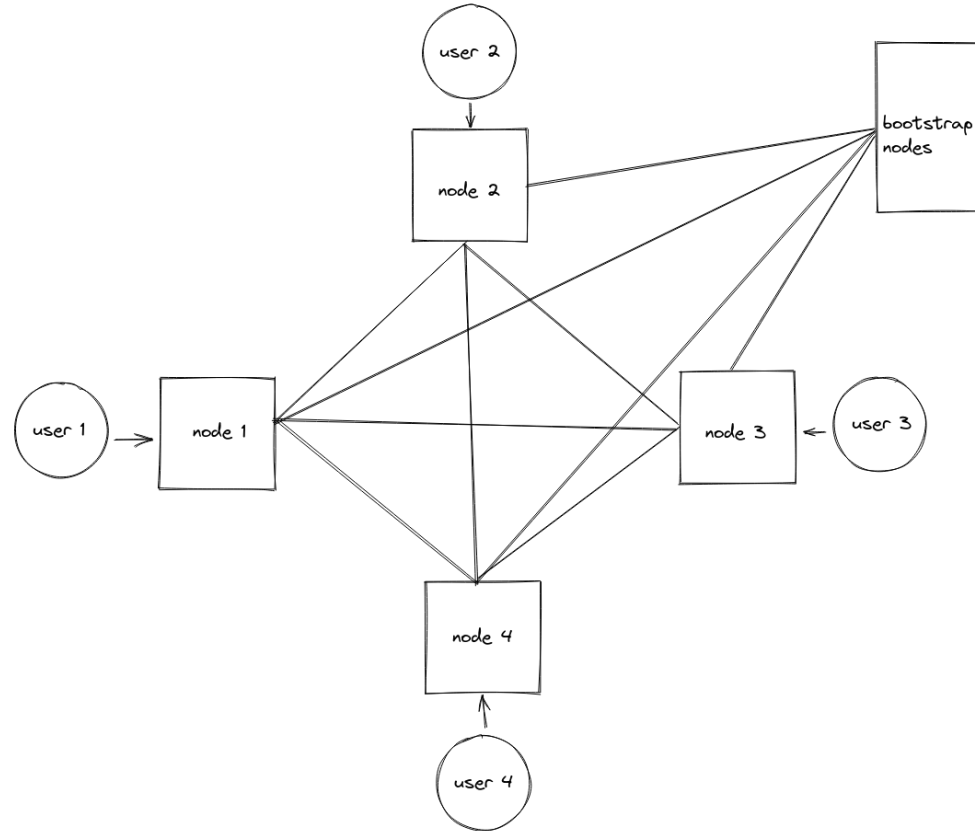 user 2
bootstrap
nodes
node 2
user 1
node 1
node 3
user 3
node 4
user 4